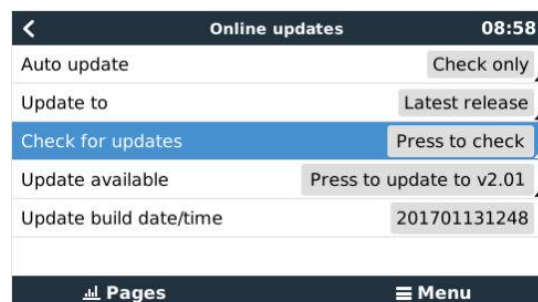 Online updates 08:58
Auto update Check only
Update to Latest release
Check for updates Press to check
Update available Press to update to v2.01
Update build date/time 201701131248
Pages Menu